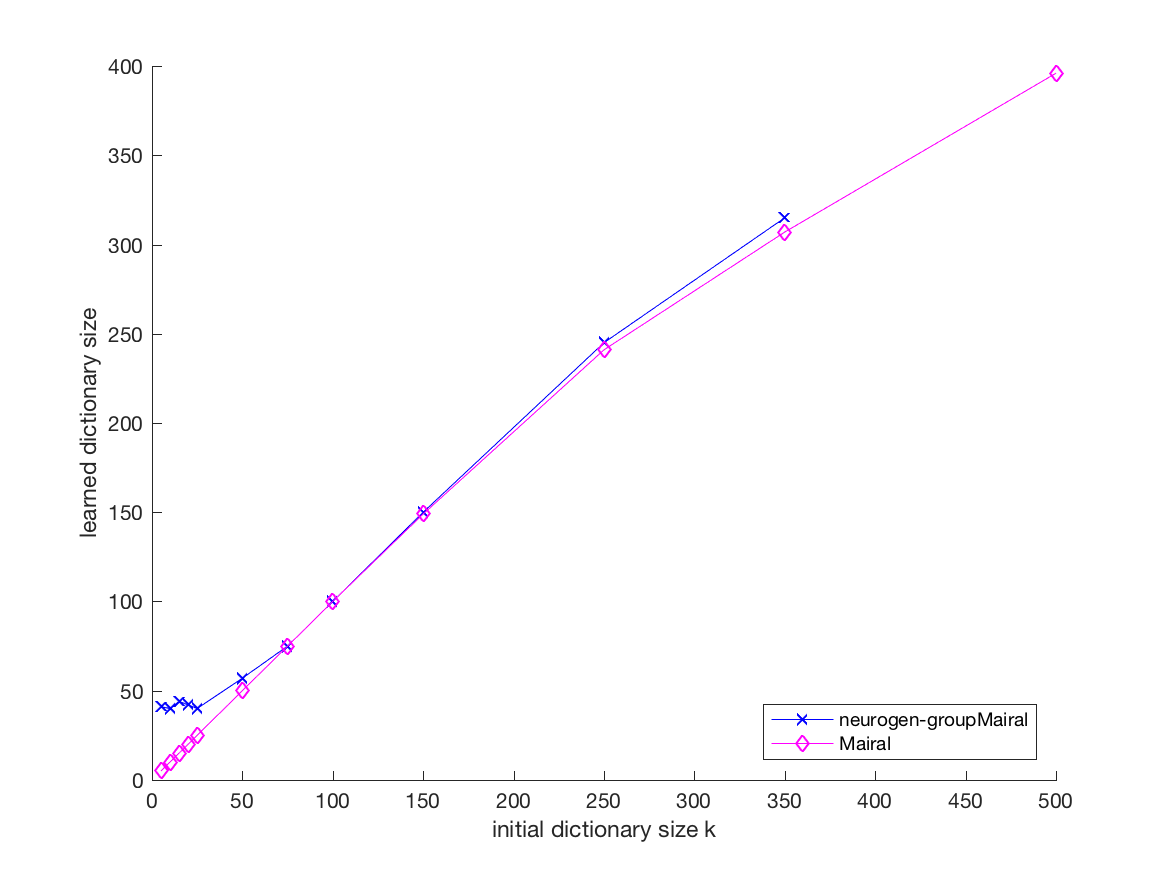 400
350
300
250
200
150
100
50
0
learned dictionary size
0 50 100 150 200 250 300 350 400 450 500
initial dictionary size k
neurogen-groupMairal
Mairal